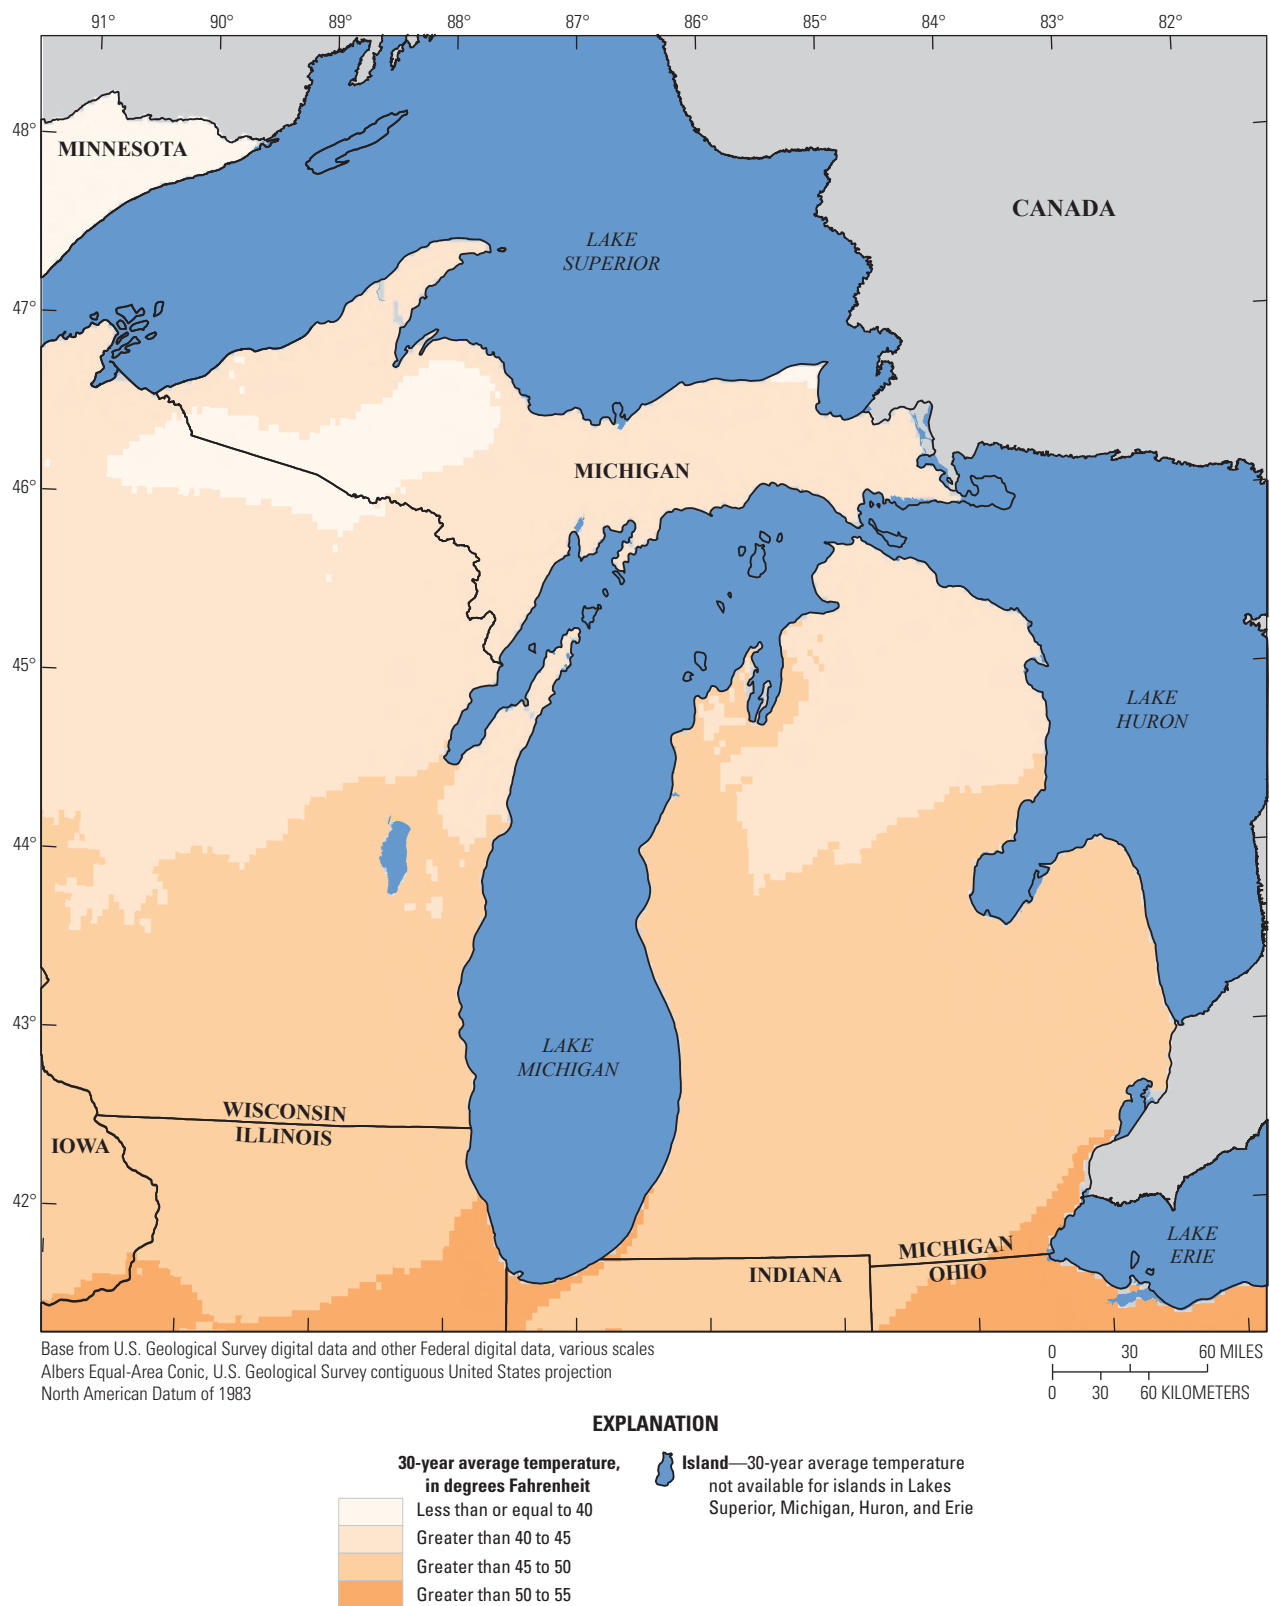 91°
90°
89°
88°
87°
86°
85°
84°
83°
82°
48°
MINNESOTA
CANADA
LAKE
SUPERIOR
47°
MICHIGAN
46°
45°
LAKE
HURON
44°
43°
LAKE
MICHIGAN
WISCONSIN
ILLINOIS
IOWA
42°
LAKE
ERIE
MICHIGAN
OHIO
INDIANA
Base from U.S. Geological Survey digital data and other Federal digital data, various scales
Albers Equal-Area Conic, U.S. Geological Survey contiguous United States projection
North American Datum of 1983
0 30 60 MILES
0 30 60 KILOMETERS
EXPLANATION
30-year average temperature,
in degrees Fahrenheit
Less than or equal to 40
Greater than 40 to 45
Greater than 45 to 50
Greater than 50 to 55
Island—30-year average temperature
not available for islands in Lakes
Superior, Michigan, Huron, and Erie